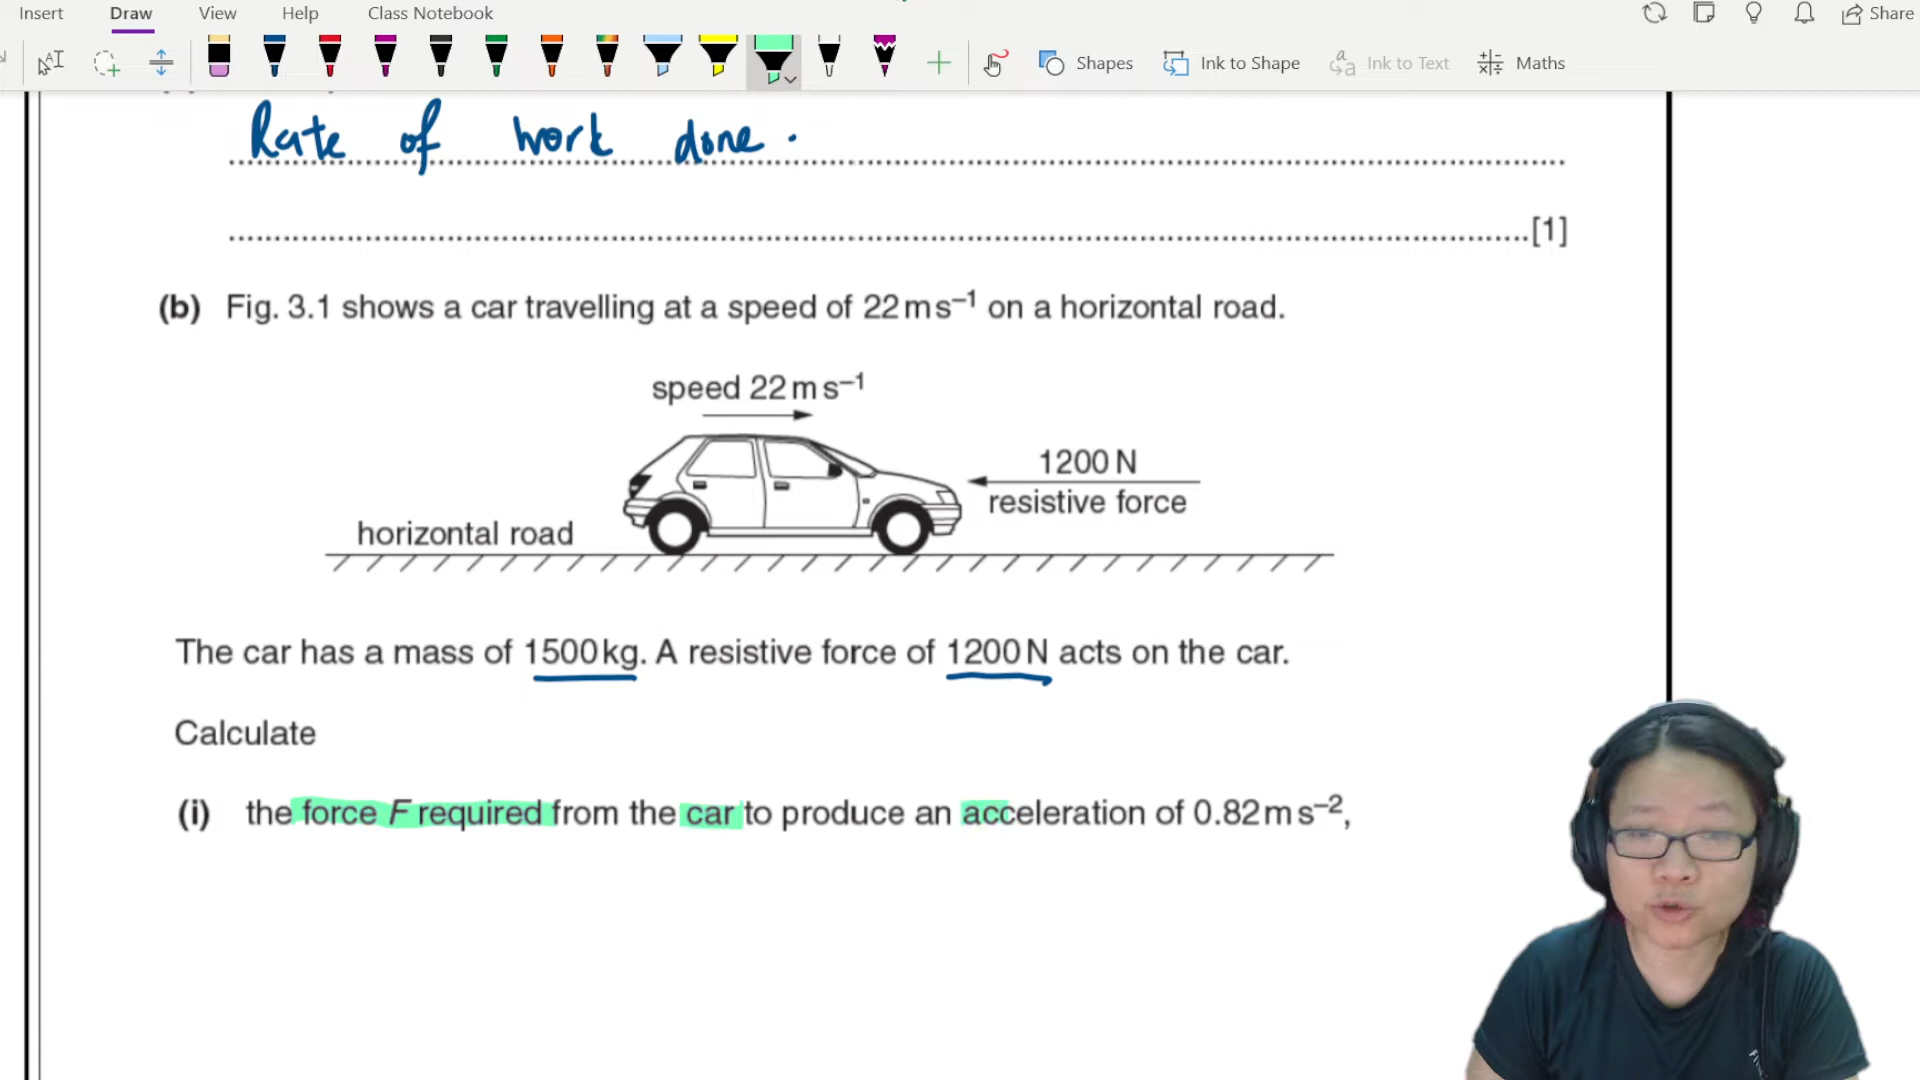 Insert Draw View Help Class Notebook Share
Shapes Ink to Shape Ink to Text Maths
Rate of work done.
[1]
(b) Fig. 3.1 shows a car travelling at a speed of 22 m s⁻¹ on a horizontal road.
speed 22 m s⁻¹
1200 N
resistive force
horizontal road
The car has a mass of 1500 kg. A resistive force of 1200 N acts on the car.
Calculate
(i) the force F required from the car to produce an acceleration of 0.82 m s⁻²,